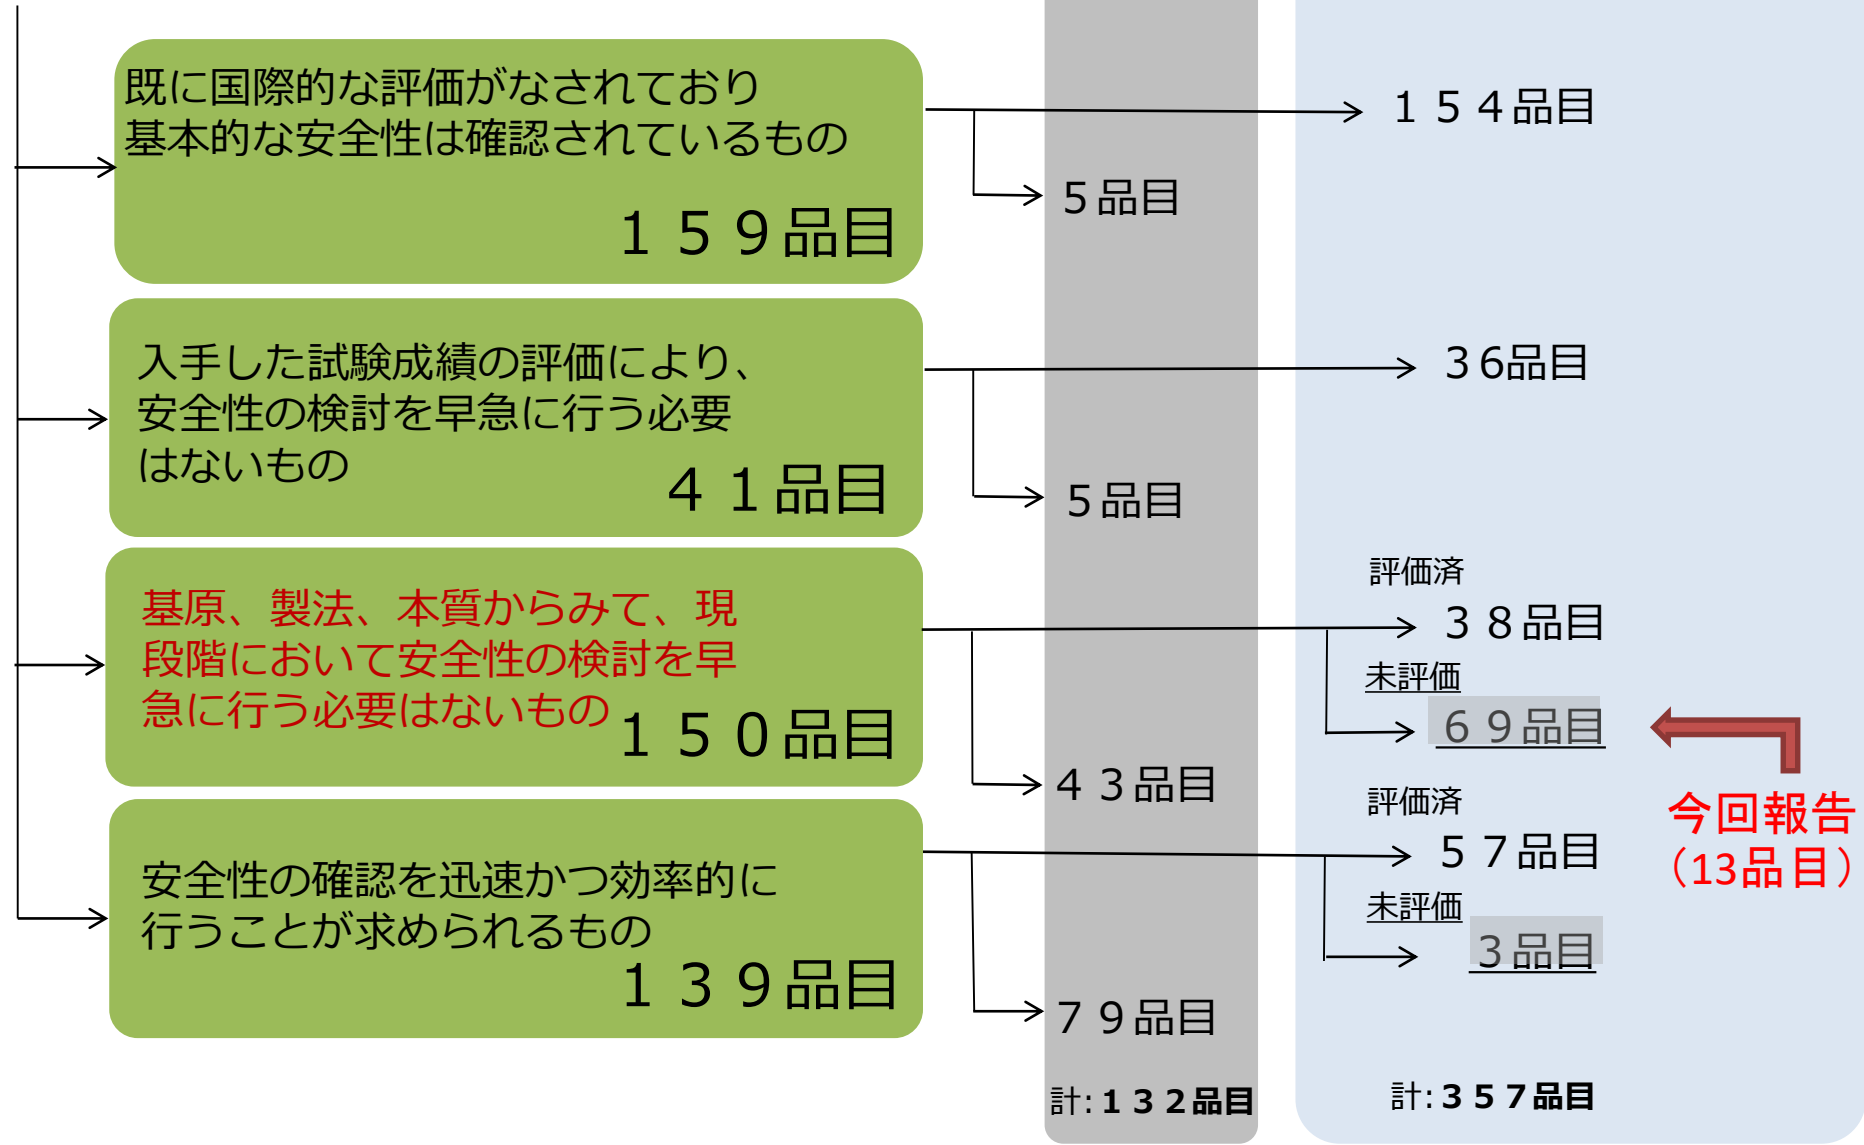 既に国際的な評価がなされており
基本的な安全性は確認されているもの
１５９品目
１５４品目
５品目
入手した試験成績の評価により、
安全性の検討を早急に行う必要
はないもの
４１品目
３６品目
５品目
基原、製法、本質からみて、現
段階において安全性の検討を早
急に行う必要はないもの
１５０品目
評価済
３８品目
未評価
６９品目
４３品目
今回報告
（13品目）
安全性の確認を迅速かつ効率的に
行うことが求められるもの
１３９品目
評価済
５７品目
未評価
３品目
７９品目
計:１３２品目
計:３５７品目